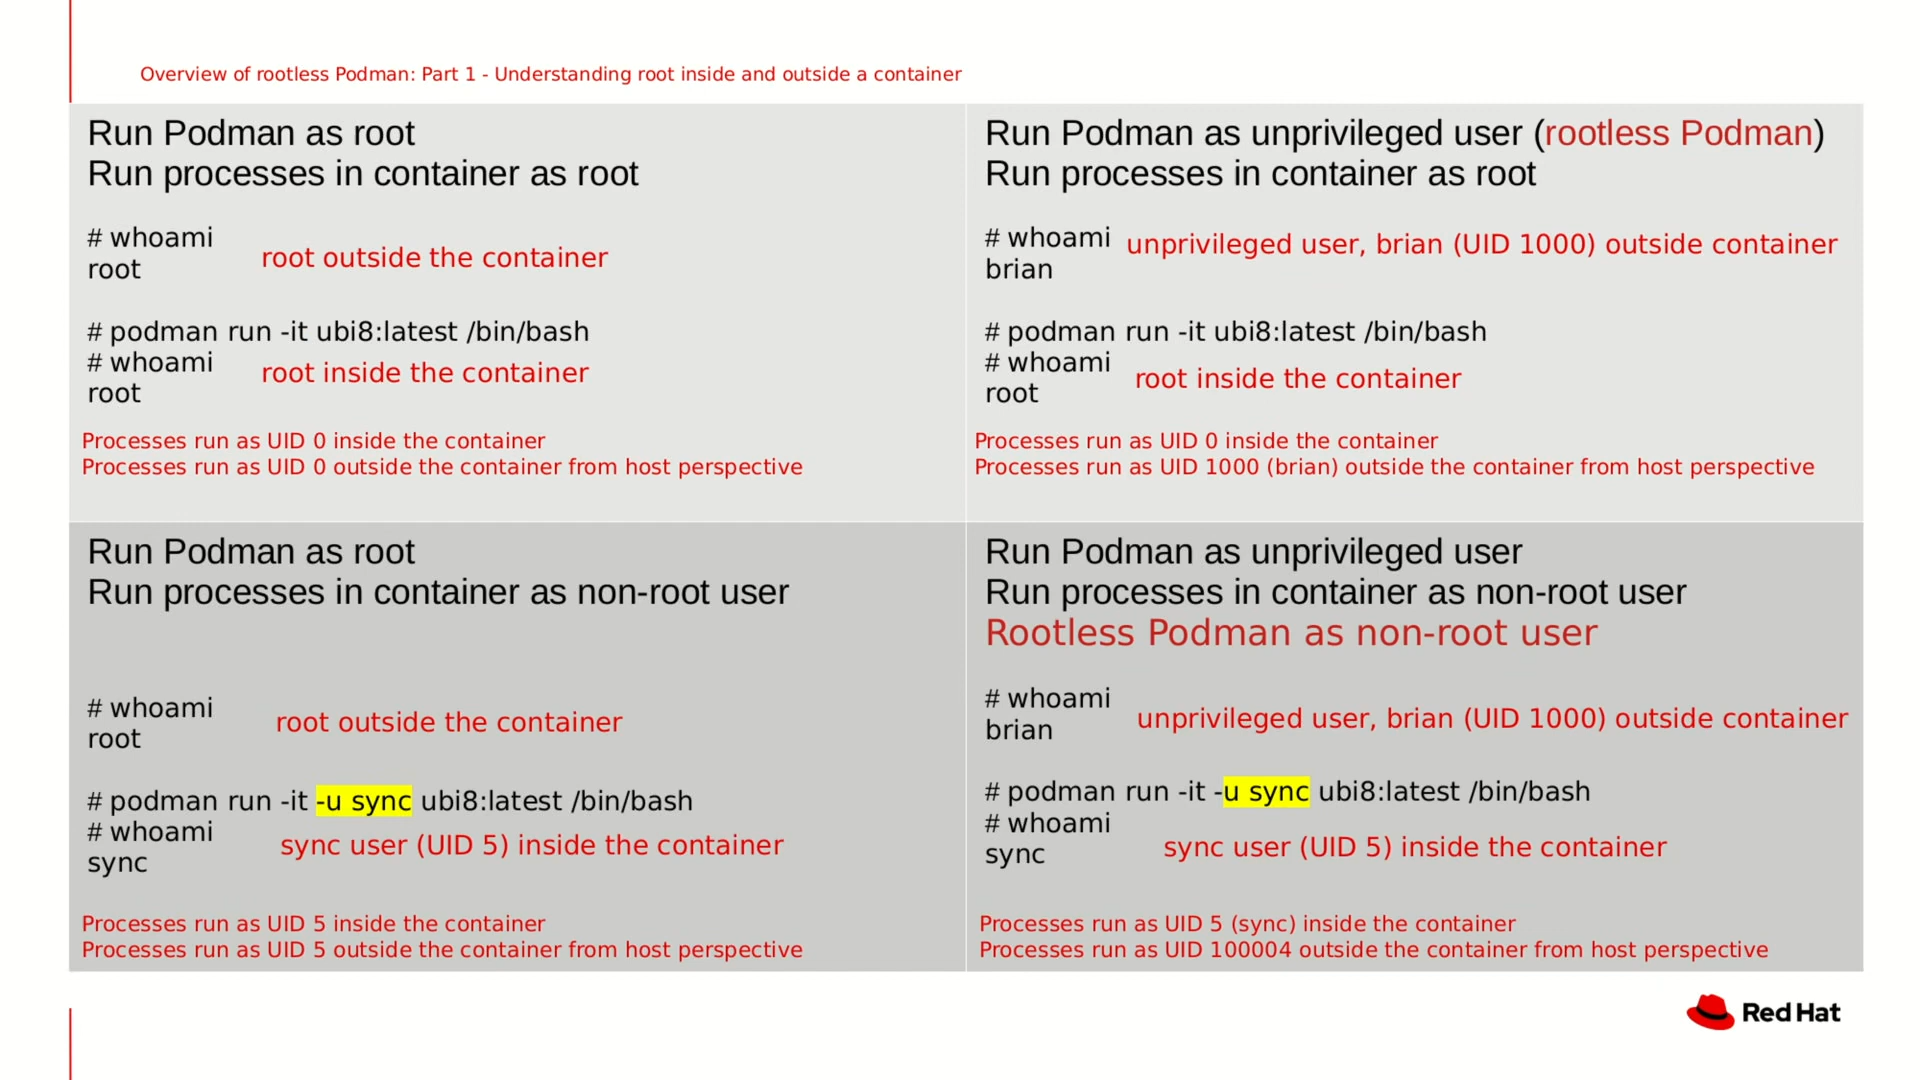 Overview of rootless Podman: Part 1 - Understanding root inside and outside a container
Run Podman as root
Run processes in container as root
# whoami
root
root outside the container
# podman run -it ubi8:latest /bin/bash
# whoami
root
root inside the container
Processes run as UID 0 inside the container
Processes run as UID 0 outside the container from host perspective
Run Podman as unprivileged user (rootless Podman)
Run processes in container as root
# whoami
brian
unprivileged user, brian (UID 1000) outside container
# podman run -it ubi8:latest /bin/bash
# whoami
root
root inside the container
Processes run as UID 0 inside the container
Processes run as UID 1000 (brian) outside the container from host perspective
Run Podman as root
Run processes in container as non-root user
# whoami
root
root outside the container
# podman run -it -u sync ubi8:latest /bin/bash
# whoami
sync
sync user (UID 5) inside the container
Processes run as UID 5 inside the container
Processes run as UID 5 outside the container from host perspective
Run Podman as unprivileged user
Run processes in container as non-root user
Rootless Podman as non-root user
# whoami
brian
unprivileged user, brian (UID 1000) outside container
# podman run -it -u sync ubi8:latest /bin/bash
# whoami
sync
sync user (UID 5) inside the container
Processes run as UID 5 (sync) inside the container
Processes run as UID 100004 outside the container from host perspective
Red Hat